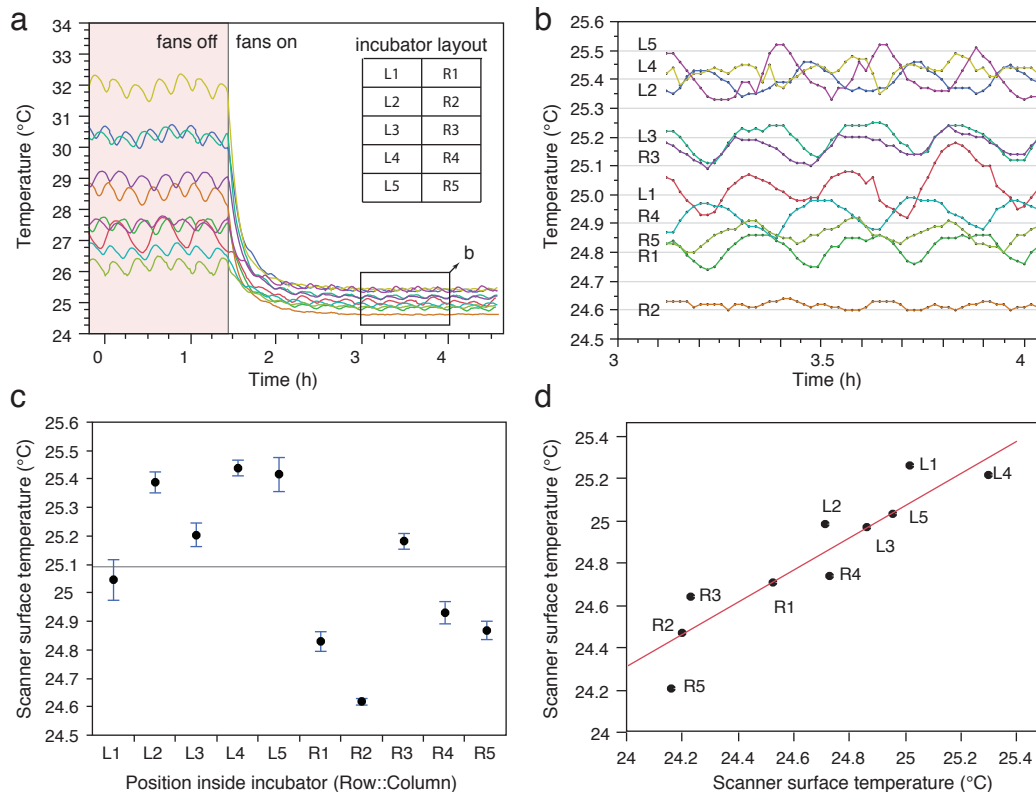 a
34
33
32
31
30
29
28
27
26
25
24
Temperature (°C)
fans off
fans on
incubator layout
L1 R1
L2 R2
L3 R3
L4 R4
L5 R5
b
0 1 2 3 4
Time (h)
b
25.6
25.5
25.4
25.3
25.2
25.1
25.0
24.9
24.8
24.7
24.6
24.5
Temperature (°C)
L5
L4
L2
L3
R3
L1
R4
R5
R1
R2
3 3.5 4
Time (h)
c
25.6
25.5
25.4
25.3
25.2
25.1
25
24.9
24.8
24.7
24.6
24.5
Scanner surface temperature (°C)
L1 L2 L3 L4 L5 R1 R2 R3 R4 R5
Position inside incubator (Row::Column)
d
25.4
25.2
25
24.8
24.6
24.4
24.2
24
Scanner surface temperature (°C)
L1
L4
L2
L5
L3
R4
R3
R1
R2
R5
24 24.2 24.4 24.6 24.8 25 25.2 25.4
Scanner surface temperature (°C)